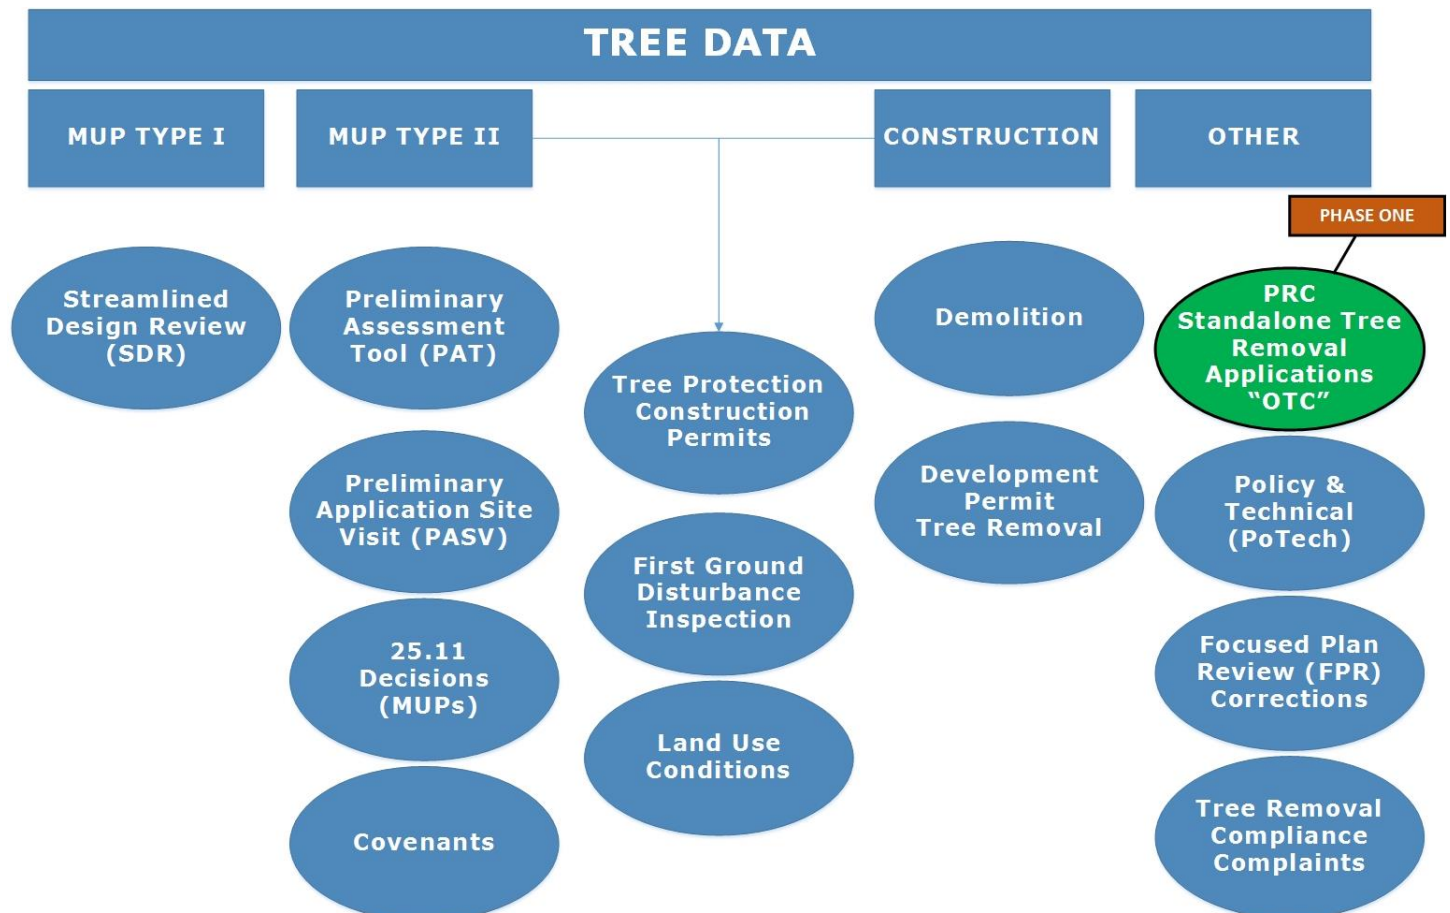 TREE DATA
MUP TYPE I
MUP TYPE II
CONSTRUCTION
OTHER
PHASE ONE
Streamlined
Design Review
(SDR)
Preliminary
Assessment
Tool (PAT)
Preliminary
Application Site
Visit (PASV)
25.11
Decisions
(MUPs)
Covenants
Tree Protection
Construction
Permits
First Ground
Disturbance
Inspection
Land Use
Conditions
Demolition
Development
Permit
Tree Removal
PRC
Standalone Tree
Removal
Applications
“OTC”
Policy &
Technical
(PoTech)
Focused Plan
Review (FPR)
Corrections
Tree Removal
Compliance
Complaints